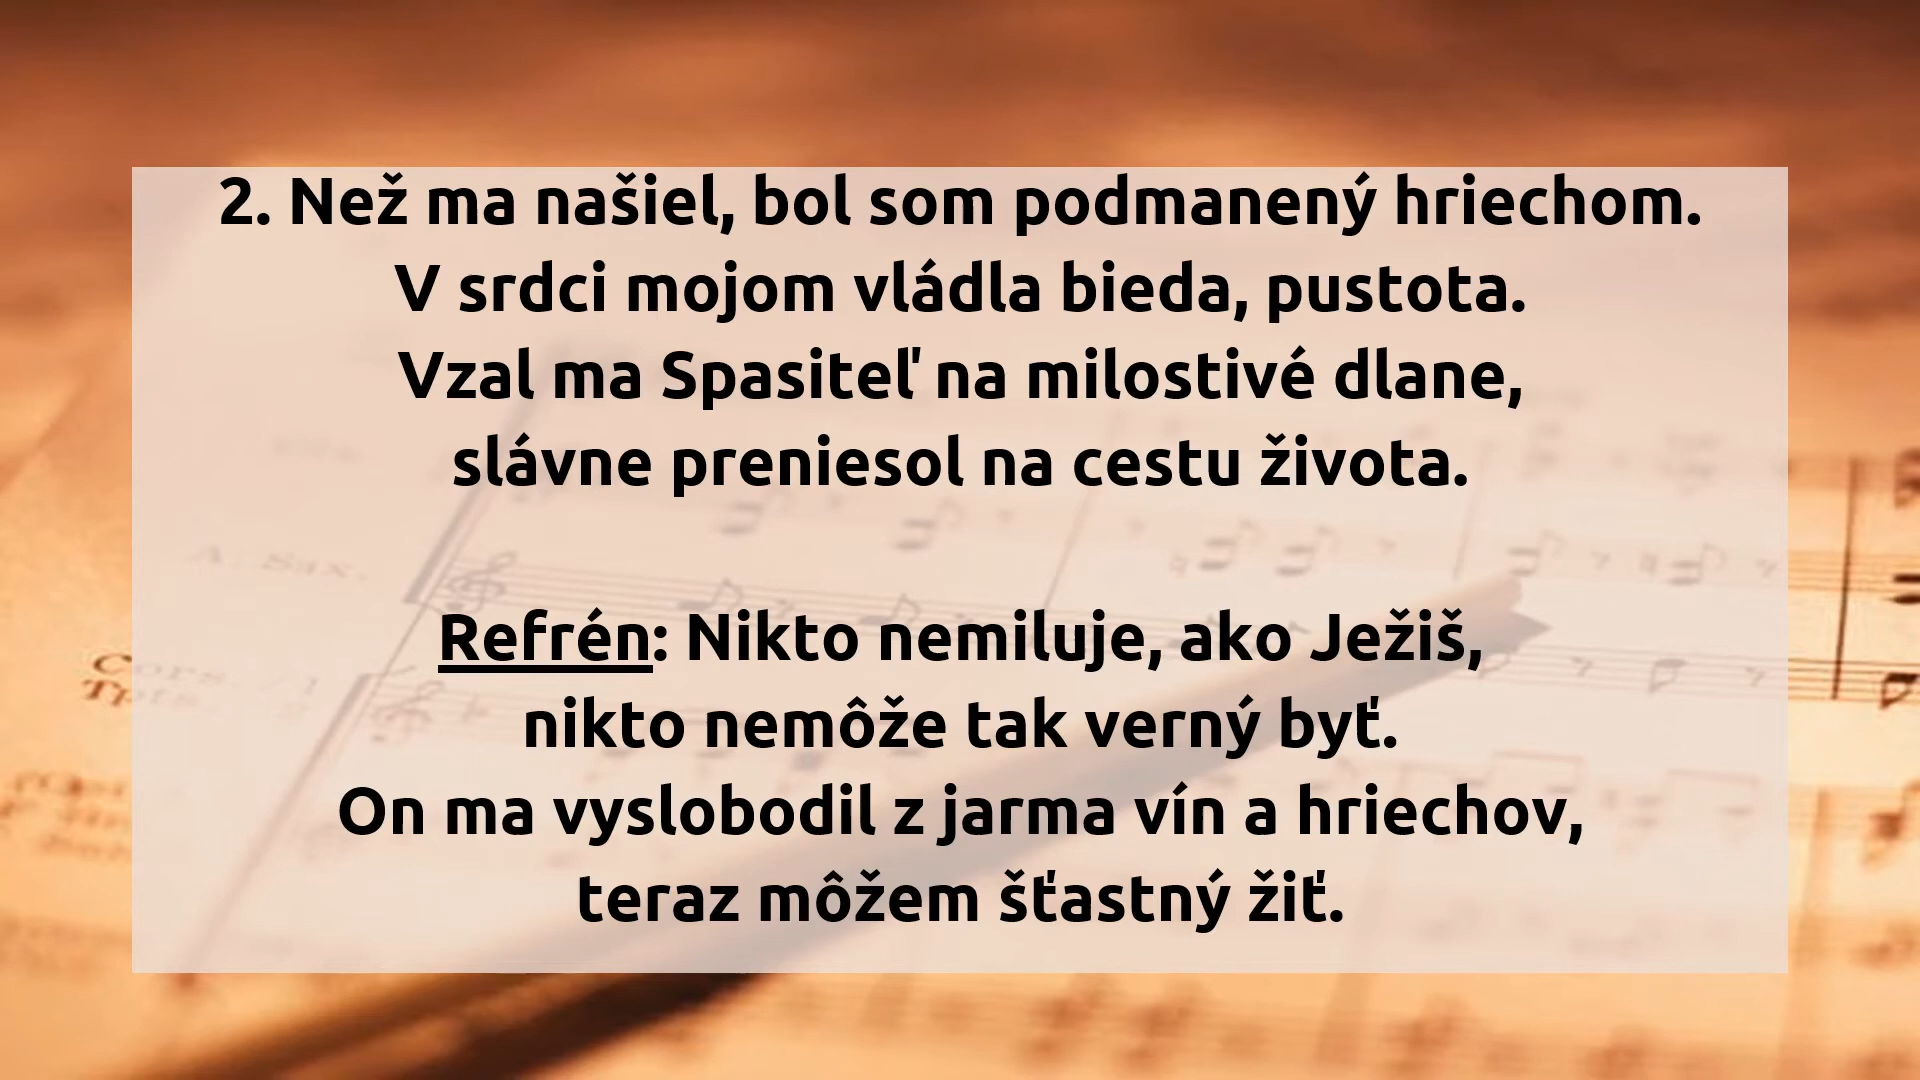 2. Než ma našiel, bol som podmanený hriechom.
V srdci mojom vládla bieda, pustota.
Vzal ma Spasiteľ na milostivé dlane,
slávne preniesol na cestu života.
A. Sax.
Refrén: Nikto nemiluje, ako Ježiš,
nikto nemôže tak verný byť.
On ma vyslobodil z jarma vín a hriechov,
teraz môžem šťastný žiť.